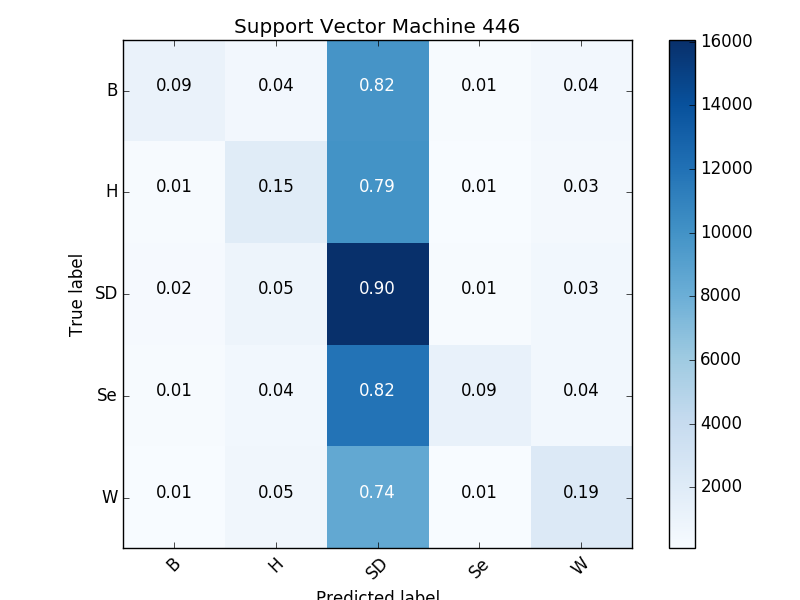 Support Vector Machine 446
True label
B 0.09 0.04 0.82 0.01 0.04
H 0.01 0.15 0.79 0.01 0.03
SD 0.02 0.05 0.90 0.01 0.03
Se 0.01 0.04 0.82 0.09 0.04
W 0.01 0.05 0.74 0.01 0.19
B H SD Se W
Predicted label
16000
14000
12000
10000
8000
6000
4000
2000